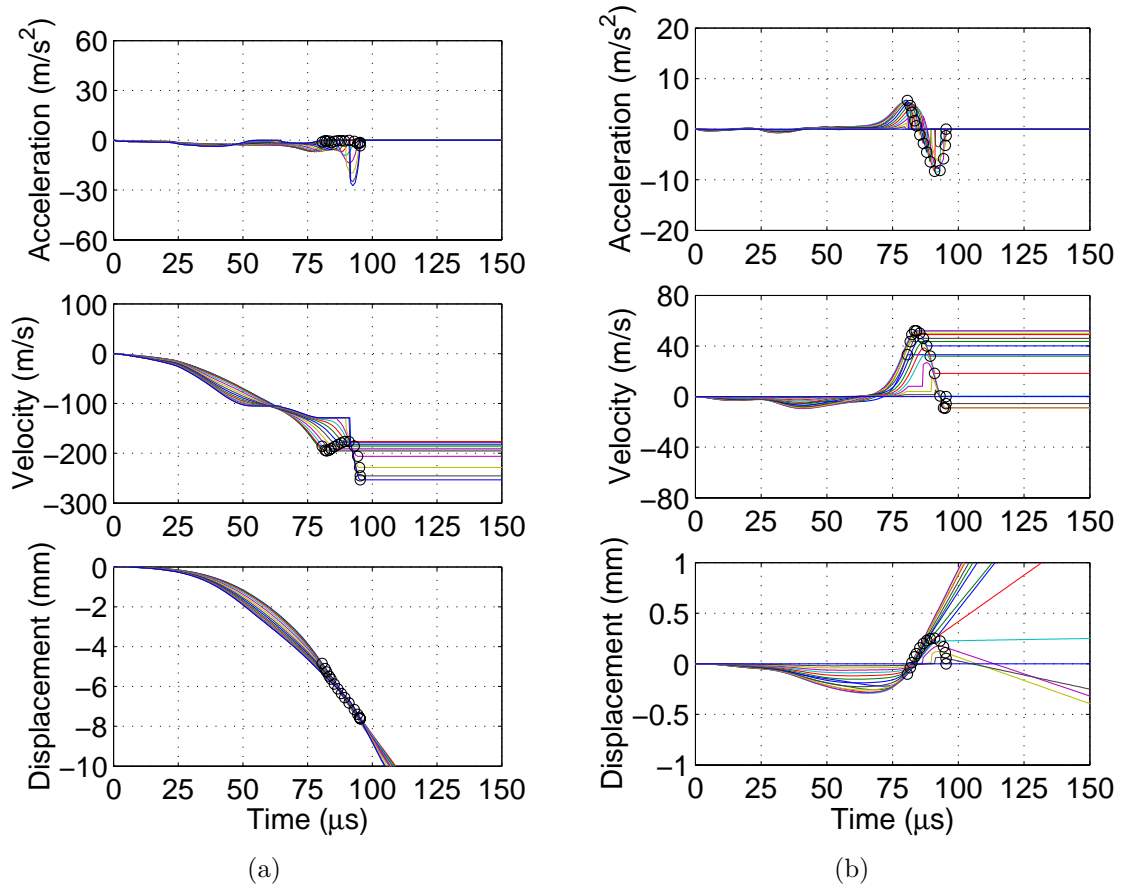 60
30
0
−30
−60
Acceleration (m/s²)
0 25 50 75 100 125 150
100
0
−100
−200
−300
Velocity (m/s)
0 25 50 75 100 125 150
0
−2
−4
−6
−8
−10
Displacement (mm)
0 25 50 75 100 125 150
Time (μs)
(a)
20
10
0
−10
−20
Acceleration (m/s²)
0 25 50 75 100 125 150
80
40
0
−40
−80
Velocity (m/s)
0 25 50 75 100 125 150
1
0.5
0
−0.5
−1
Displacement (mm)
0 25 50 75 100 125 150
Time (μs)
(b)